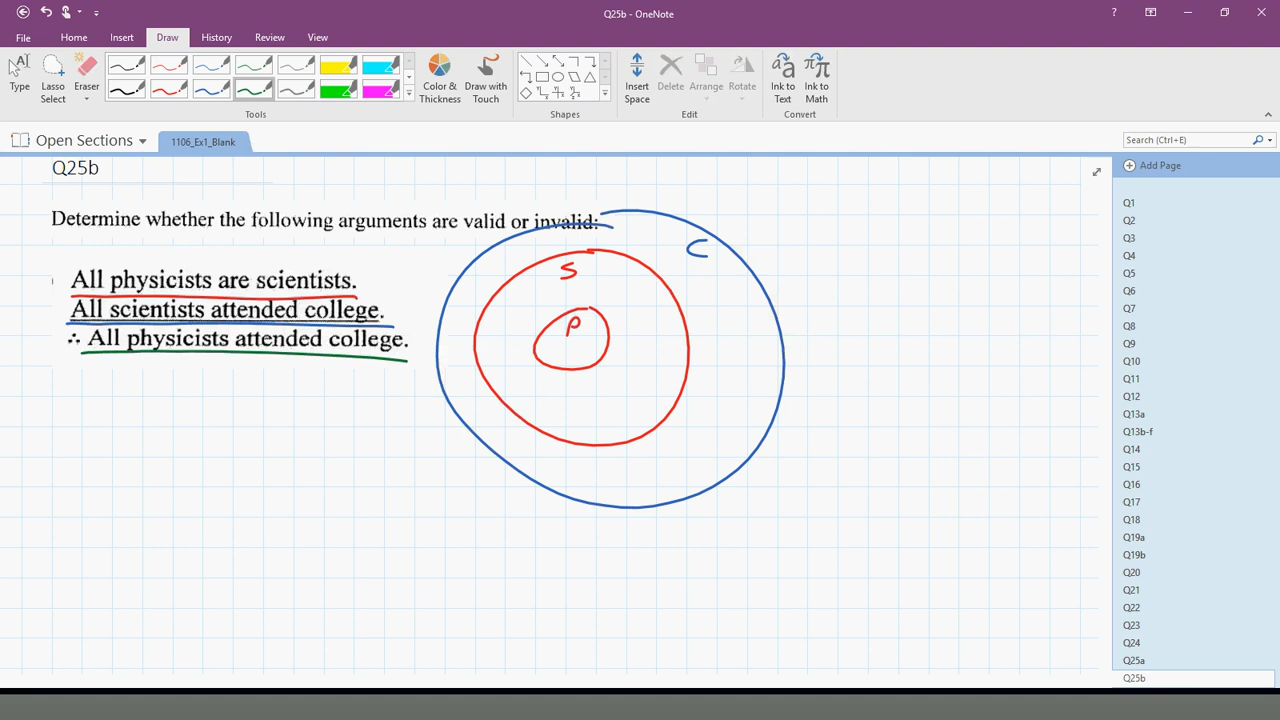 Q25b - OneNote
File
Home
Insert
Draw
History
Review
View
Type
Lasso Select
Eraser
Color & Thickness
Draw with Touch
Insert Space
Delete
Arrange
Rotate
Ink to Text
Ink to Math
Tools
Shapes
Edit
Convert
Open Sections
1106_Ex1_Blank
Search (Ctrl+E)
Q25b
Add Page
Determine whether the following arguments are valid or invalid:
All physicists are scientists.
All scientists attended college.
∴ All physicists attended college.
C
S
P
Q1
Q2
Q3
Q4
Q5
Q6
Q7
Q8
Q9
Q10
Q11
Q12
Q13a
Q13b-f
Q14
Q15
Q16
Q17
Q18
Q19a
Q19b
Q20
Q21
Q22
Q23
Q24
Q25a
Q25b